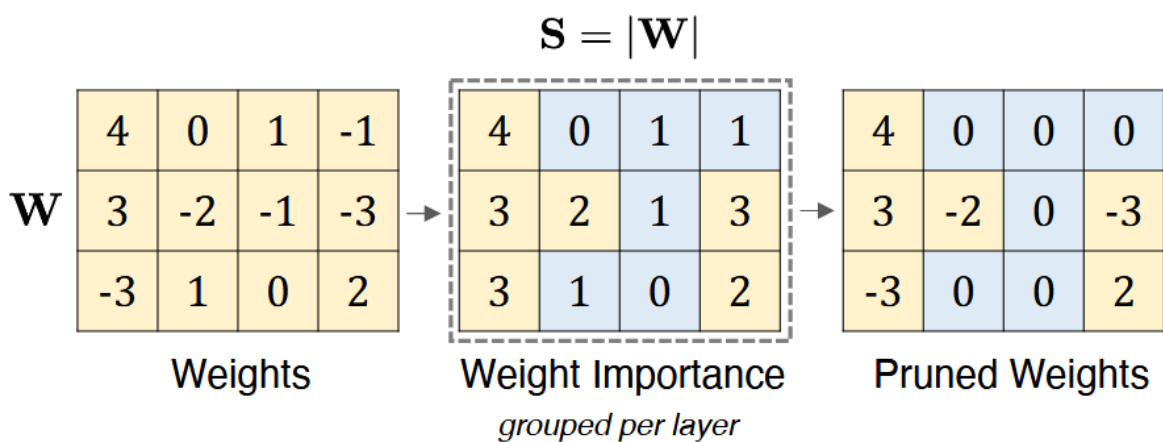 S = |W|
4 0 1 -1 4 0 1 1 4 0 0 0
W 3 -2 -1 -3 3 2 1 3 3 -2 0 -3
-3 1 0 2 3 1 0 2 -3 0 0 2
Weights Weight Importance Pruned Weights
grouped per layer